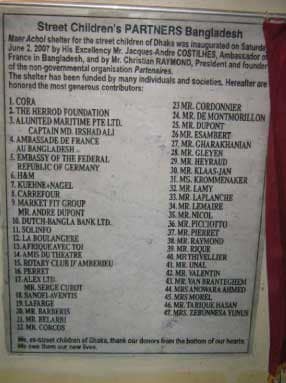 Street Children's PARTNERS Bangladesh
Maer Achol shelter for the street children of Dhaka was inaugurated on Saturday
June 2, 2007 by His Excellency Mr. Jacques-Andre COSTILHES, Ambassador of
France in Bangladesh, and by Mr. Christian RAYMOND, President and founder
of the non-governmental organisation Partenaires.
The shelter has been funded by many individuals and societies. Hereafter are
honored the most generous contributors:
1. CORA
2. THE HERROD FOUNDATION
3. ALUNITED MARITIME PTE LTD.
CAPTAIN MD. IRSHAD ALI
4. AMBASSADE DE FRANCE
AU BANGLADESH
5. EMBASSY OF THE FEDERAL
REPUBLIC OF GERMANY
6. H&M
7. KUEHNE+NAGEL
8. CARREFOUR
9. MARKET FIT GROUP
MR. ANDRE DUPONT
10. DUTCH-BANGLA BANK LTD.
11. SOLINFO
12. LA BOULANGERE
13. AFRIQUE AVEC TOI
14. AMIS DU THEATRE
15. ROTARY CLUB D' AMBERIEU
16. PERRET
17. ALEX LTD.
MR. SERGE CUBOT
18. SANOFI-AVENTIS
19. LAFARGE
20. MR. BARBERIS
21. MR. BELARBI
22. MR. CORCOS
23 MR. CORDONNIER
24. MR. DE MONTMORILLON
25. MR. DUPONT
26. MR. ESAMBERT
27. MR. GHARAKHANIAN
28. MR. GLEYEN
29. MR. HEYRAUD
30. MR. KLAAS-JAN
31. MS. KROMMENAKER
32. MR. LAMY
33. MR. LAPLANCHE
34. MR. LEMAIRE
35. MR. NICOL
36. MR. PICCIOTTO
37. MR. PIERRET
38. MR. RAYMOND
39. MR. RIQUE
40. MR THIVELLIER
41. MR. UNAL
42. MR. VALENTIN
43. MR. VAN BRANTEGHEM
44. MRS ANOWARA AHMED
45. MRS MOREL
46. MR. TARIQUE HASAN
47. MRS. ZEBUNNESA YUNUS
We, ex-street children of Dhaka, thank our donors from the bottom of our hearts.
We owe them our new lives.